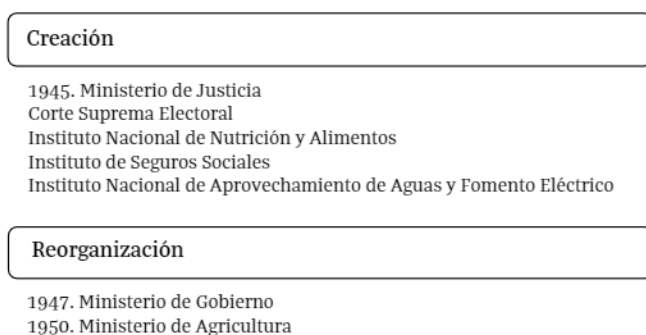 Creación
1945. Ministerio de Justicia
Corte Suprema Electoral
Instituto Nacional de Nutrición y Alimentos
Instituto de Seguros Sociales
Instituto Nacional de Aprovechamiento de Aguas y Fomento Eléctrico
Reorganización
1947. Ministerio de Gobierno
1950. Ministerio de Agricultura